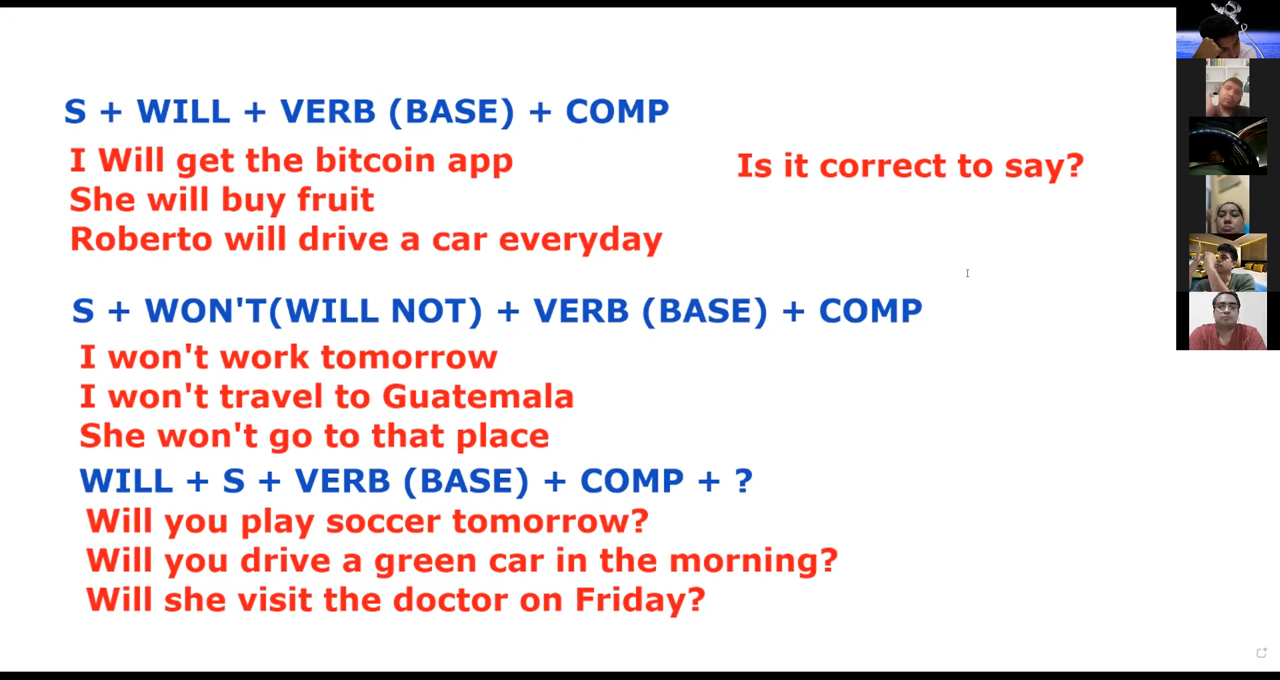 S + WILL + VERB (BASE) + COMP
I Will get the bitcoin app
She will buy fruit
Roberto will drive a car everyday
Is it correct to say?
S + WON'T(WILL NOT) + VERB (BASE) + COMP
I won't work tomorrow
I won't travel to Guatemala
She won't go to that place
WILL + S + VERB (BASE) + COMP + ?
Will you play soccer tomorrow?
Will you drive a green car in the morning?
Will she visit the doctor on Friday?